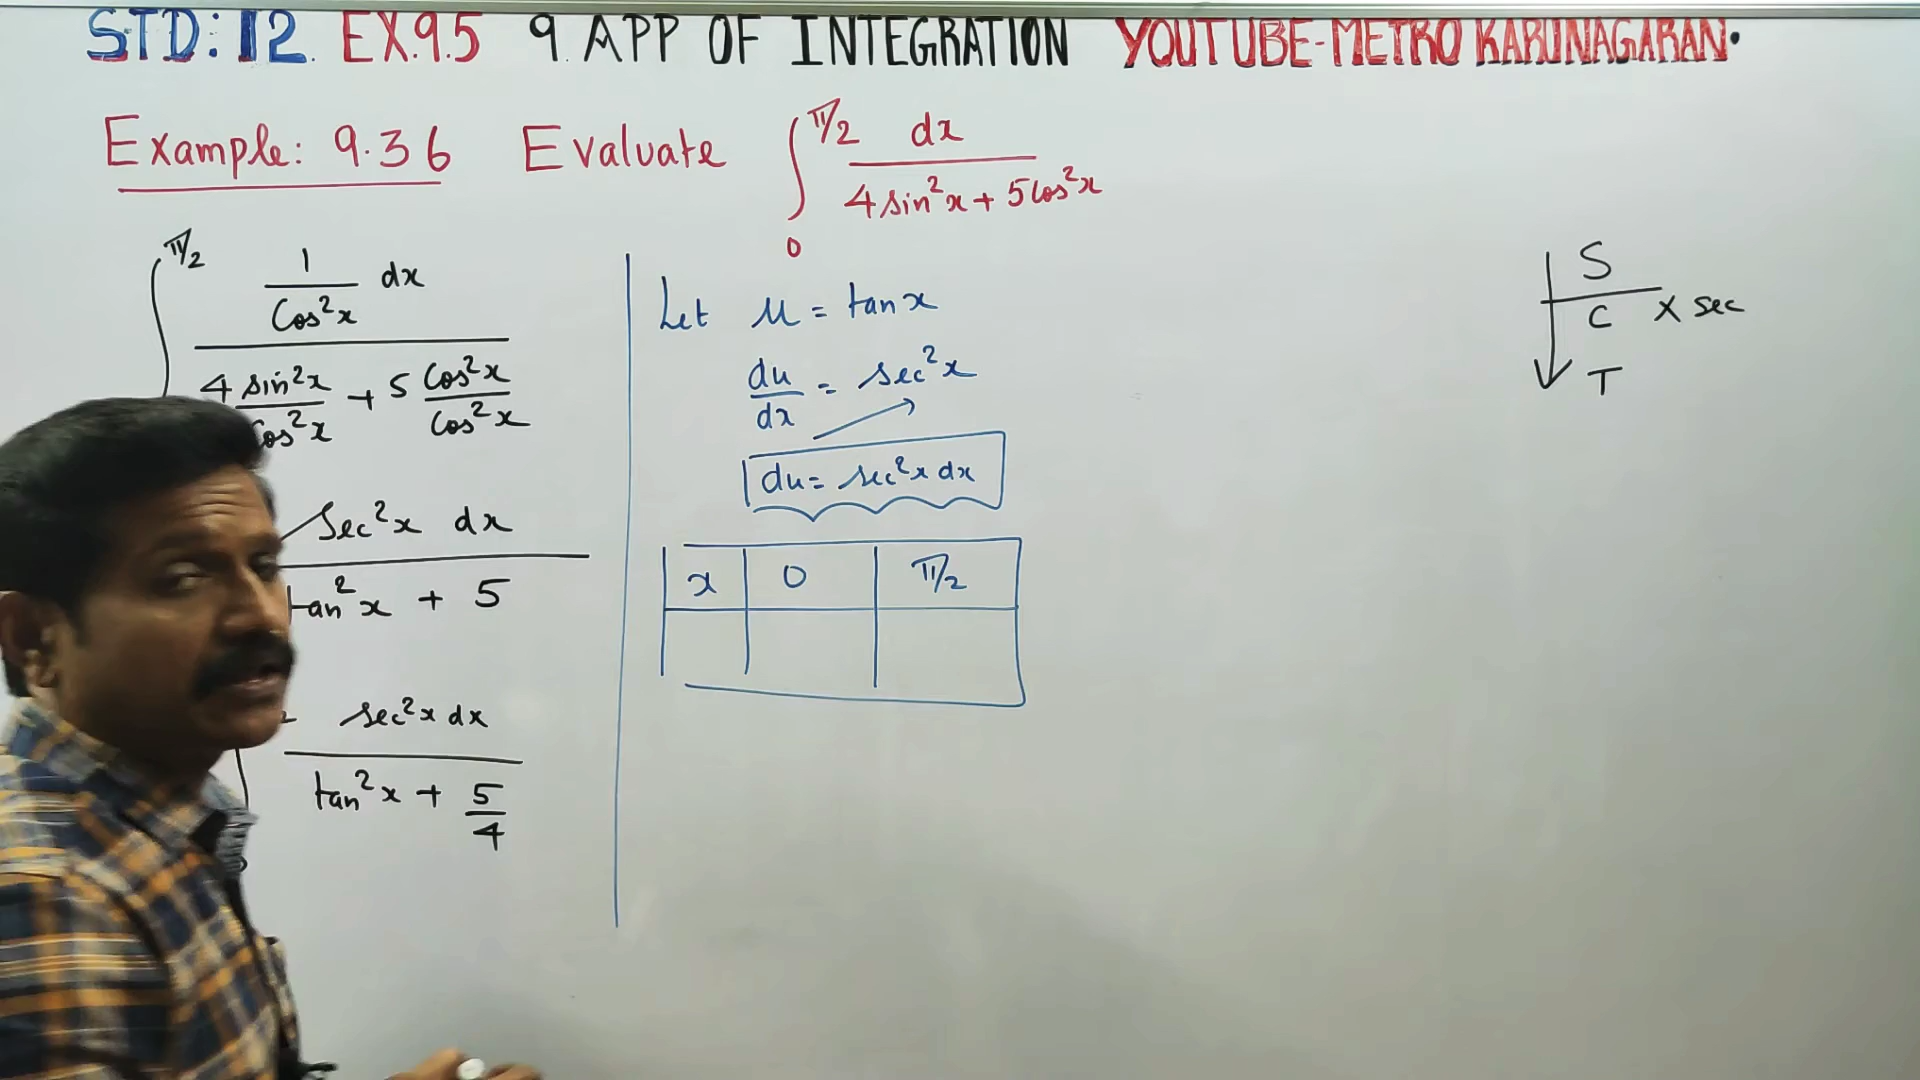 STD: 12. EX.9.5 9. APP OF INTEGRATION YOUTUBE-METRO KARUNAGARAN.
Example: 9.36 Evaluate ∫₀^π/2 dx / 4 sin²x + 5 cos²x
∫^π/2 1/Cos²x dx
4 sin²x/Cos²x + 5 Cos²x/Cos²x
Sec²x dx
tan²x + 5
sec²x dx
tan²x + 5/4
Let u = tan x
du/dx = sec²x
du = sec²x dx
x 0 π/2
S
C × sec
T